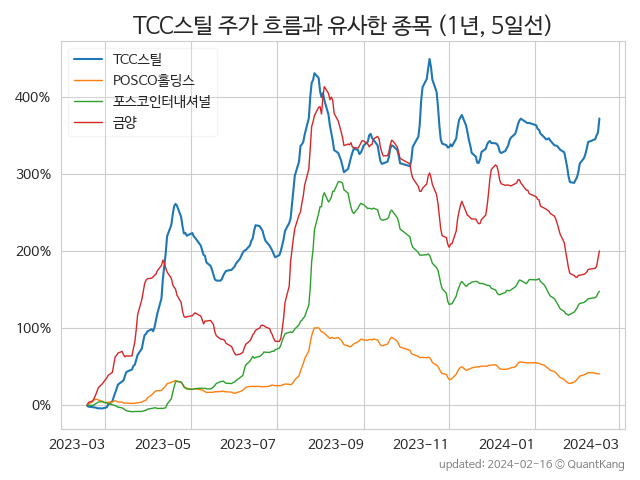 TCC스틸 주가 흐름과 유사한 종목 (1년, 5일선)
TCC스틸
POSCO홀딩스
포스코인터내셔널
금양
400%
300%
200%
100%
0%
2023-03 2023-05 2023-07 2023-09 2023-11 2024-01 2024-03
updated: 2024-02-16 © QuantKang